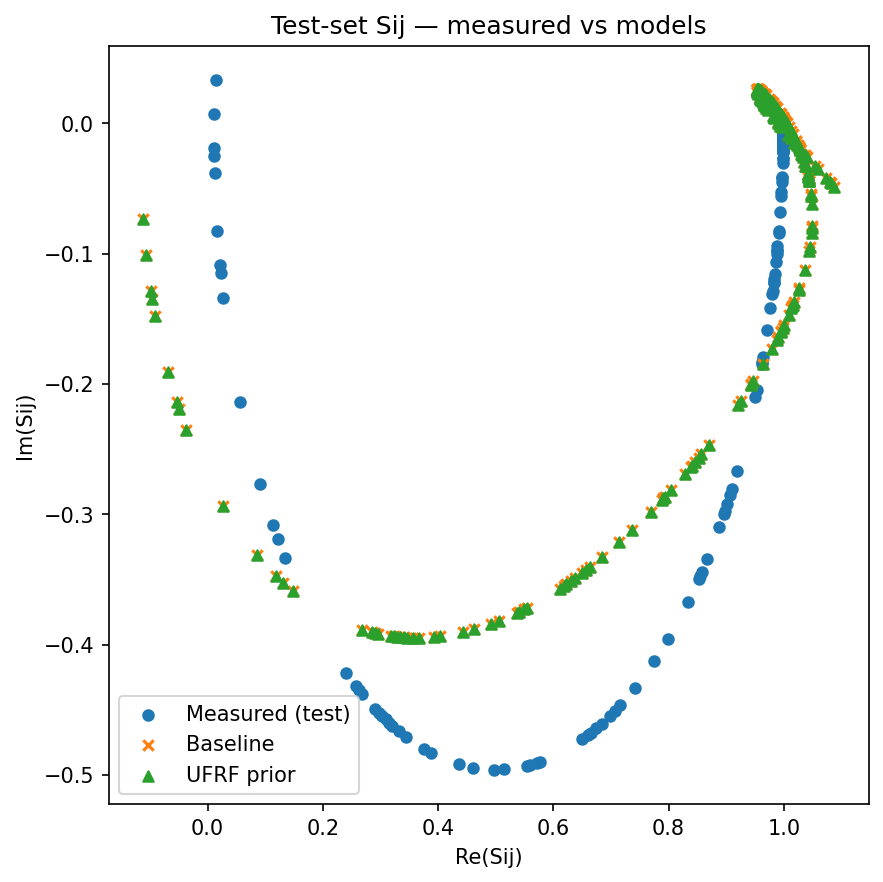 Test-set Sij — measured vs models
Im(Sij)
0.0
−0.1
−0.2
−0.3
−0.4
−0.5
Measured (test)
Baseline
UFRF prior
0.0 0.2 0.4 0.6 0.8 1.0
Re(Sij)